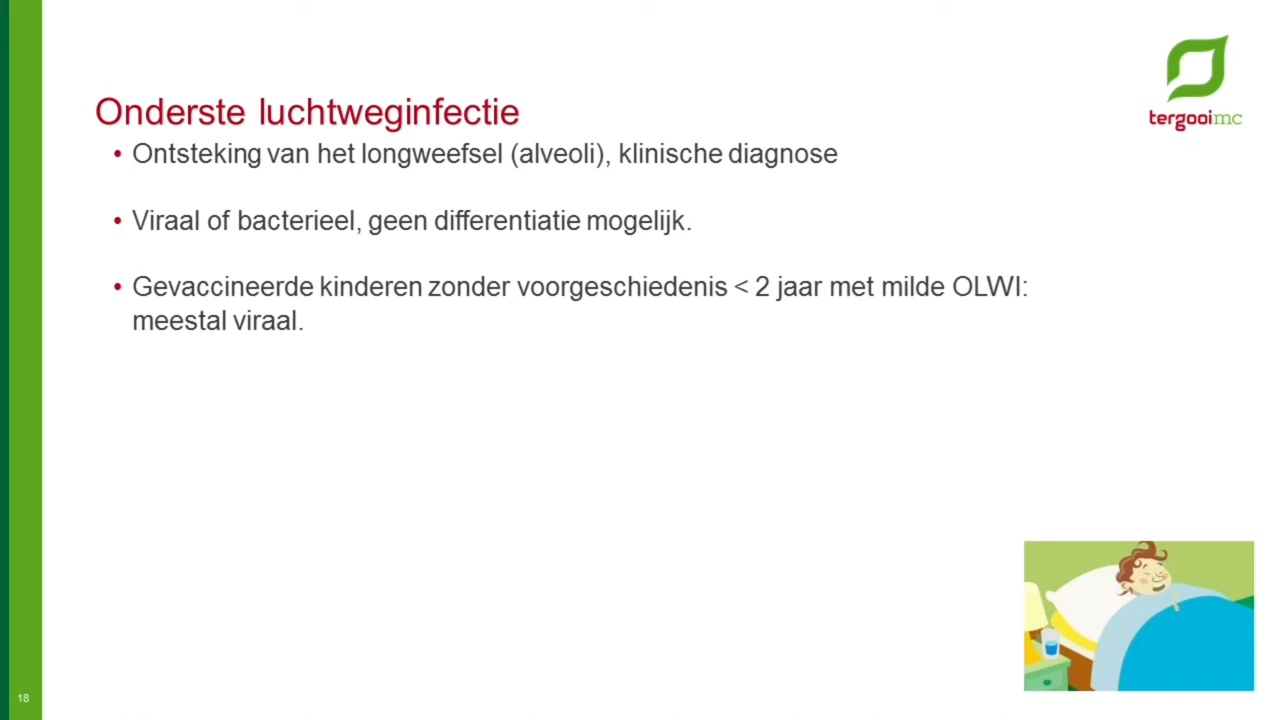 tergooimc
Onderste luchtweginfectie
• Ontsteking van het longweefsel (alveoli), klinische diagnose
• Viraal of bacterieel, geen differentiatie mogelijk.
• Gevaccineerde kinderen zonder voorgeschiedenis < 2 jaar met milde OLWI:
meestal viraal.
18